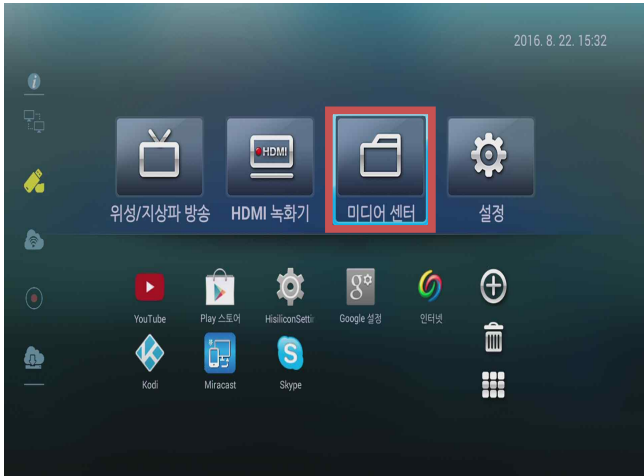 2016. 8. 22. 15:32
HDMI
위성/지상파 방송
HDMI 녹화기
미디어 센터
설정
YouTube
Play 스토어
HisiliconSettin
Google 설정
인터넷
Kodi
Miracast
Skype